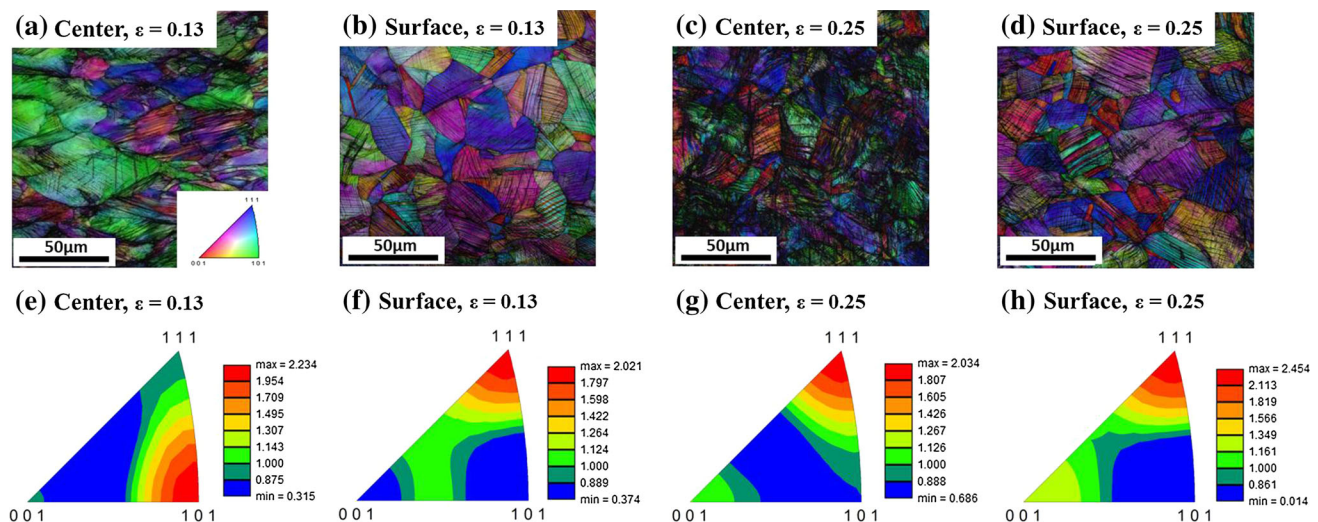 (a) Center, ε = 0.13
(b) Surface, ε = 0.13
(c) Center, ε = 0.25
(d) Surface, ε = 0.25
1 1 1
0 0 1
1 0 1
50μm
50μm
50μm
50μm
(e) Center, ε = 0.13
(f) Surface, ε = 0.13
(g) Center, ε = 0.25
(h) Surface, ε = 0.25
1 1 1
max = 2.234
1.954
1.709
1.495
1.307
1.143
1.000
0.875
min = 0.315
0 0 1
1 0 1
1 1 1
max = 2.021
1.797
1.598
1.422
1.264
1.124
1.000
0.889
min = 0.374
0 0 1
1 0 1
1 1 1
max = 2.034
1.807
1.605
1.426
1.267
1.126
1.000
0.888
min = 0.686
0 0 1
1 0 1
1 1 1
max = 2.454
2.113
1.819
1.566
1.349
1.161
1.000
0.861
min = 0.014
0 0 1
1 0 1